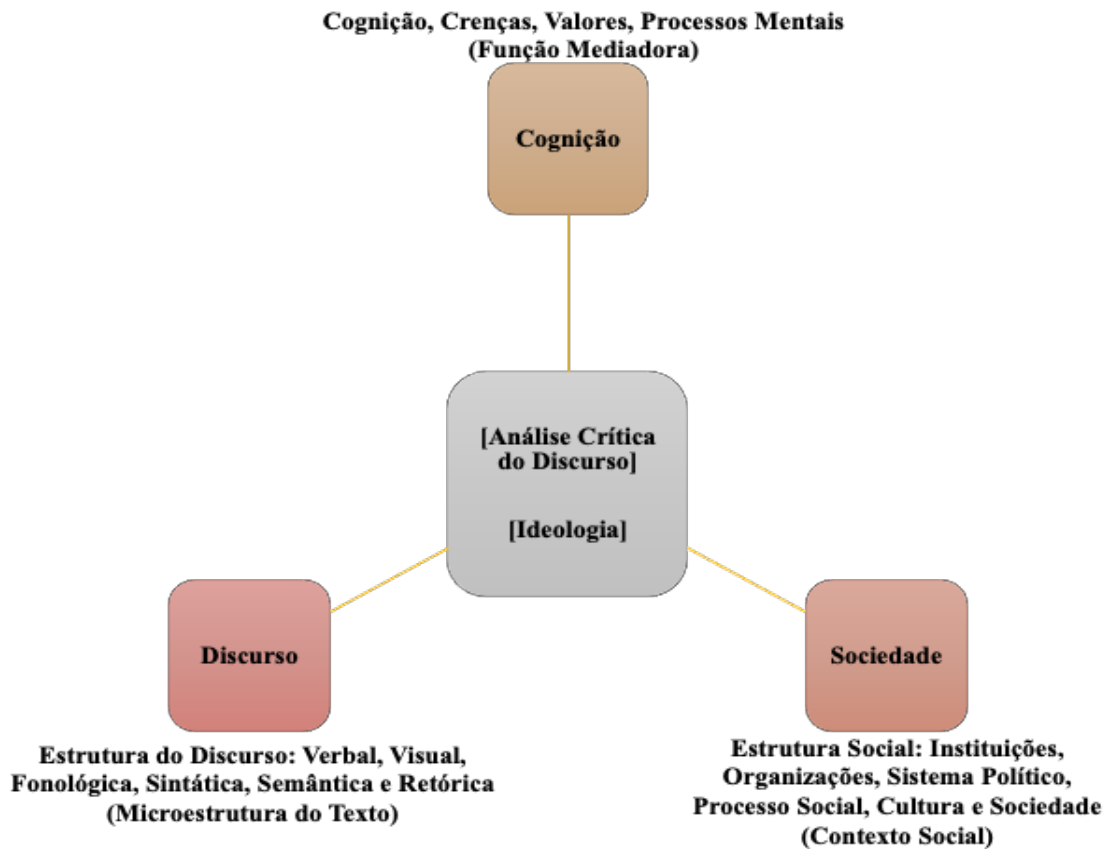 Cognição, Crenças, Valores, Processos Mentais
(Função Mediadora)
Cognição
[Análise Crítica
do Discurso]
[Ideologia]
Discurso
Sociedade
Estrutura do Discurso: Verbal, Visual,
Fonológica, Sintática, Semântica e Retórica
(Microestrutura do Texto)
Estrutura Social: Instituições,
Organizações, Sistema Político,
Processo Social, Cultura e Sociedade
(Contexto Social)